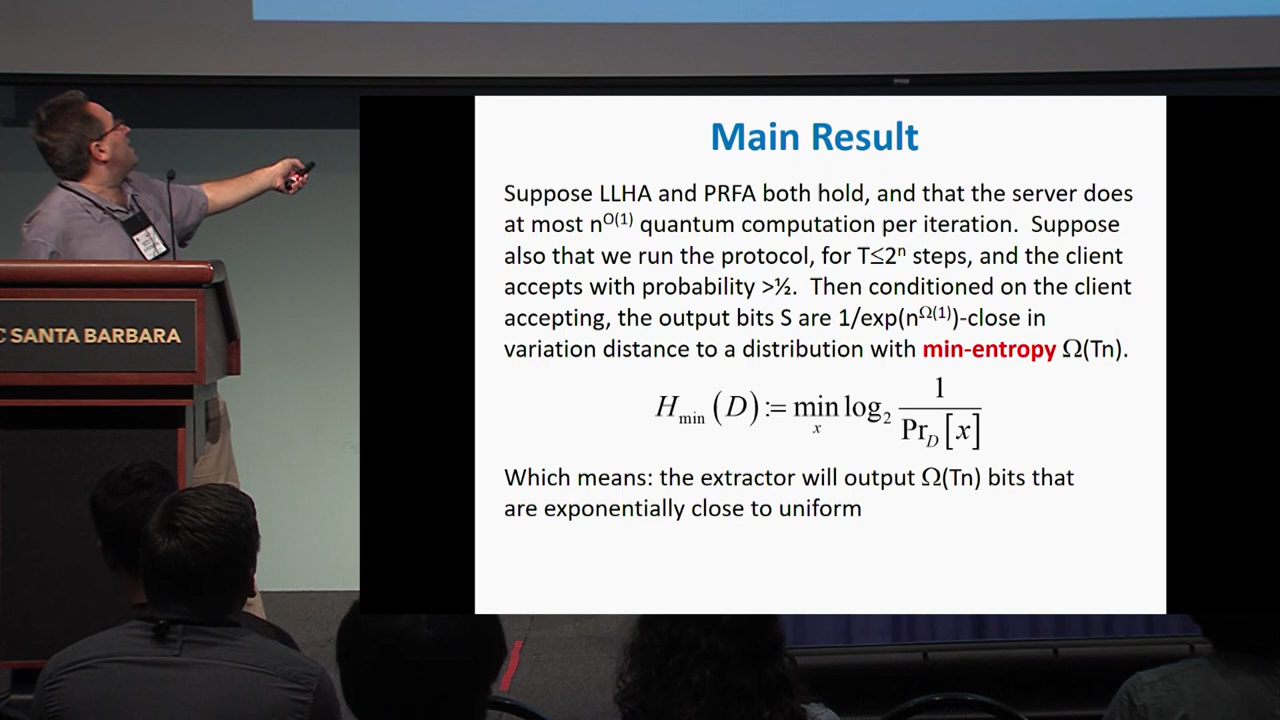 Main Result
Suppose LLHA and PRFA both hold, and that the server does
at most n^O(1) quantum computation per iteration. Suppose
also that we run the protocol, for T≤2^n steps, and the client
accepts with probability >½. Then conditioned on the client
accepting, the output bits S are 1/exp(n^Ω(1))-close in
variation distance to a distribution with min-entropy Ω(Tn).
H_min (D) := min_x log_2 1/Pr_D[x]
Which means: the extractor will output Ω(Tn) bits that
are exponentially close to uniform
C SANTA BARBARA